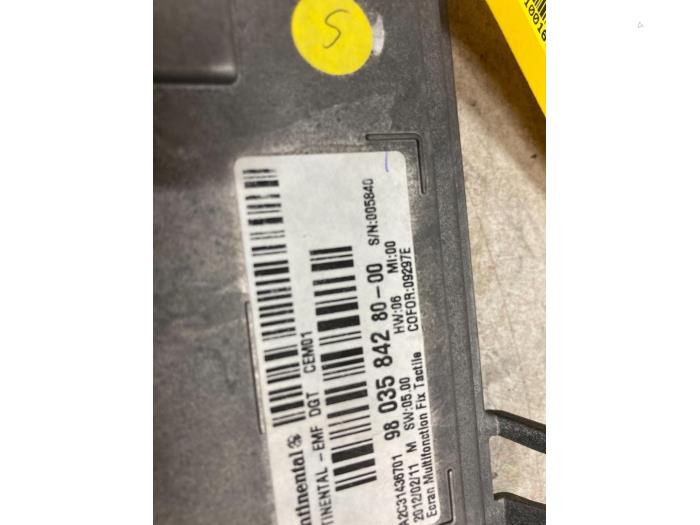 S
10016
ntinental
TINENTAL-EMF DGT CEM01
A2C31436701 98 035 842 80-00 S/N:005840
2012/02/11 M SW:05.00 HW:06 MI:00
Ecran Multifonction Fix Tactile COFOR:09297E